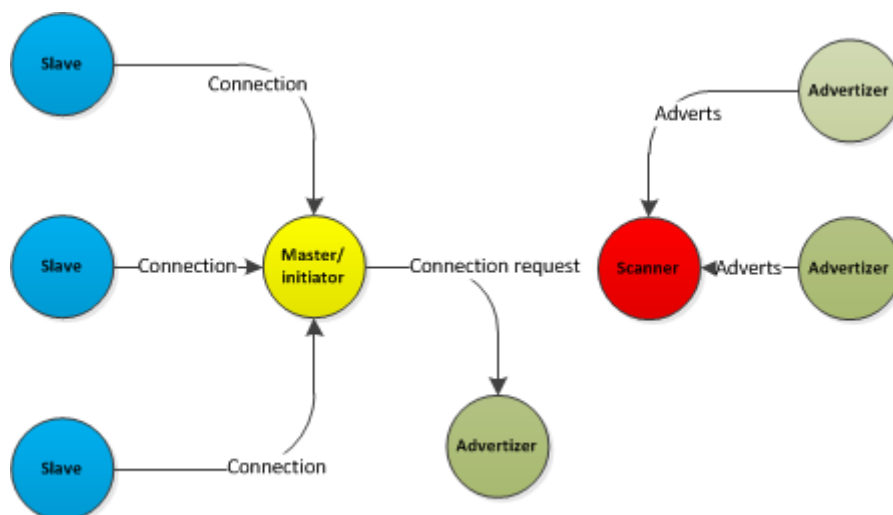 Slave
Connection
Advertizer
Adverts
Slave
Connection
Master/
initiator
Connection request
Scanner
Adverts
Advertizer
Advertizer
Slave
Connection